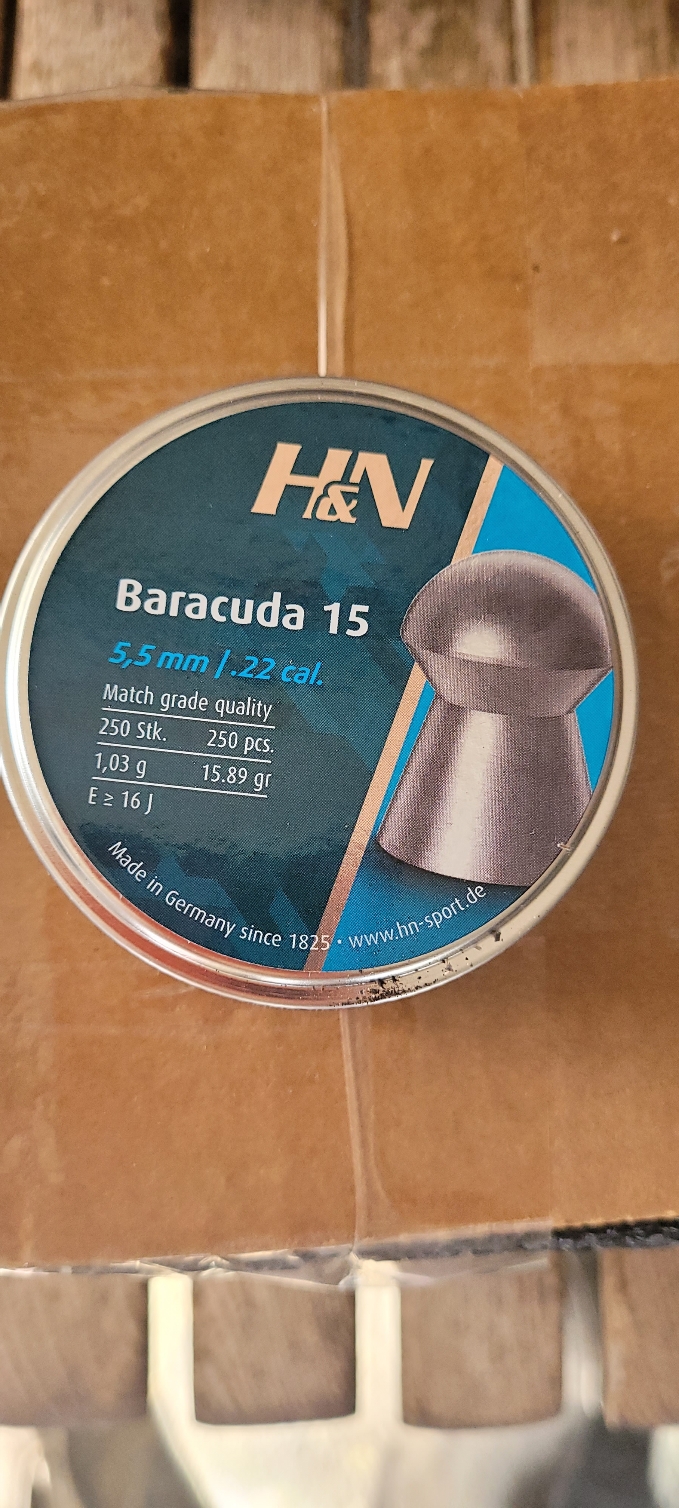 H&N
Baracuda 15
5,5 mm / .22 cal.
Match grade quality
250 Stk. 250 pcs.
1,03 g 15.89 gr
E ≥ 16 J
Made in Germany since 1825 · www.hn-sport.de